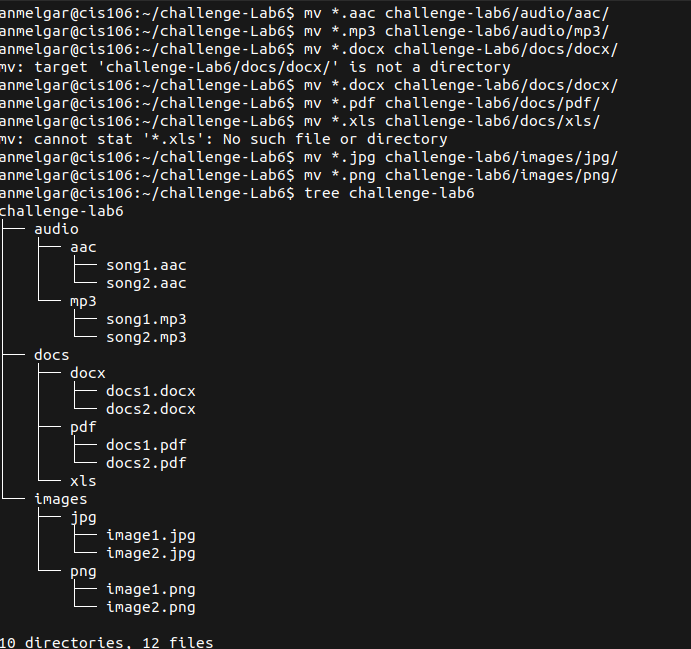 anmelgar@cis106:~/challenge-Lab6$ mv *.aac challenge-lab6/audio/aac/
anmelgar@cis106:~/challenge-Lab6$ mv *.mp3 challenge-lab6/audio/mp3/
anmelgar@cis106:~/challenge-Lab6$ mv *.docx challenge-Lab6/docs/docx/
mv: target 'challenge-Lab6/docs/docx/' is not a directory
anmelgar@cis106:~/challenge-Lab6$ mv *.docx challenge-lab6/docs/docx/
anmelgar@cis106:~/challenge-Lab6$ mv *.pdf challenge-lab6/docs/pdf/
anmelgar@cis106:~/challenge-Lab6$ mv *.xls challenge-lab6/docs/xls/
mv: cannot stat '*.xls': No such file or directory
anmelgar@cis106:~/challenge-Lab6$ mv *.jpg challenge-lab6/images/jpg/
anmelgar@cis106:~/challenge-Lab6$ mv *.png challenge-lab6/images/png/
anmelgar@cis106:~/challenge-Lab6$ tree challenge-lab6
challenge-lab6
├── audio
│   ├── aac
│   │   ├── song1.aac
│   │   └── song2.aac
│   └── mp3
│       ├── song1.mp3
│       └── song2.mp3
├── docs
│   ├── docx
│   │   ├── docs1.docx
│   │   └── docs2.docx
│   ├── pdf
│   │   ├── docs1.pdf
│   │   └── docs2.pdf
│   └── xls
└── images
    ├── jpg
    │   ├── image1.jpg
    │   └── image2.jpg
    └── png
        ├── image1.png
        └── image2.png
10 directories, 12 files